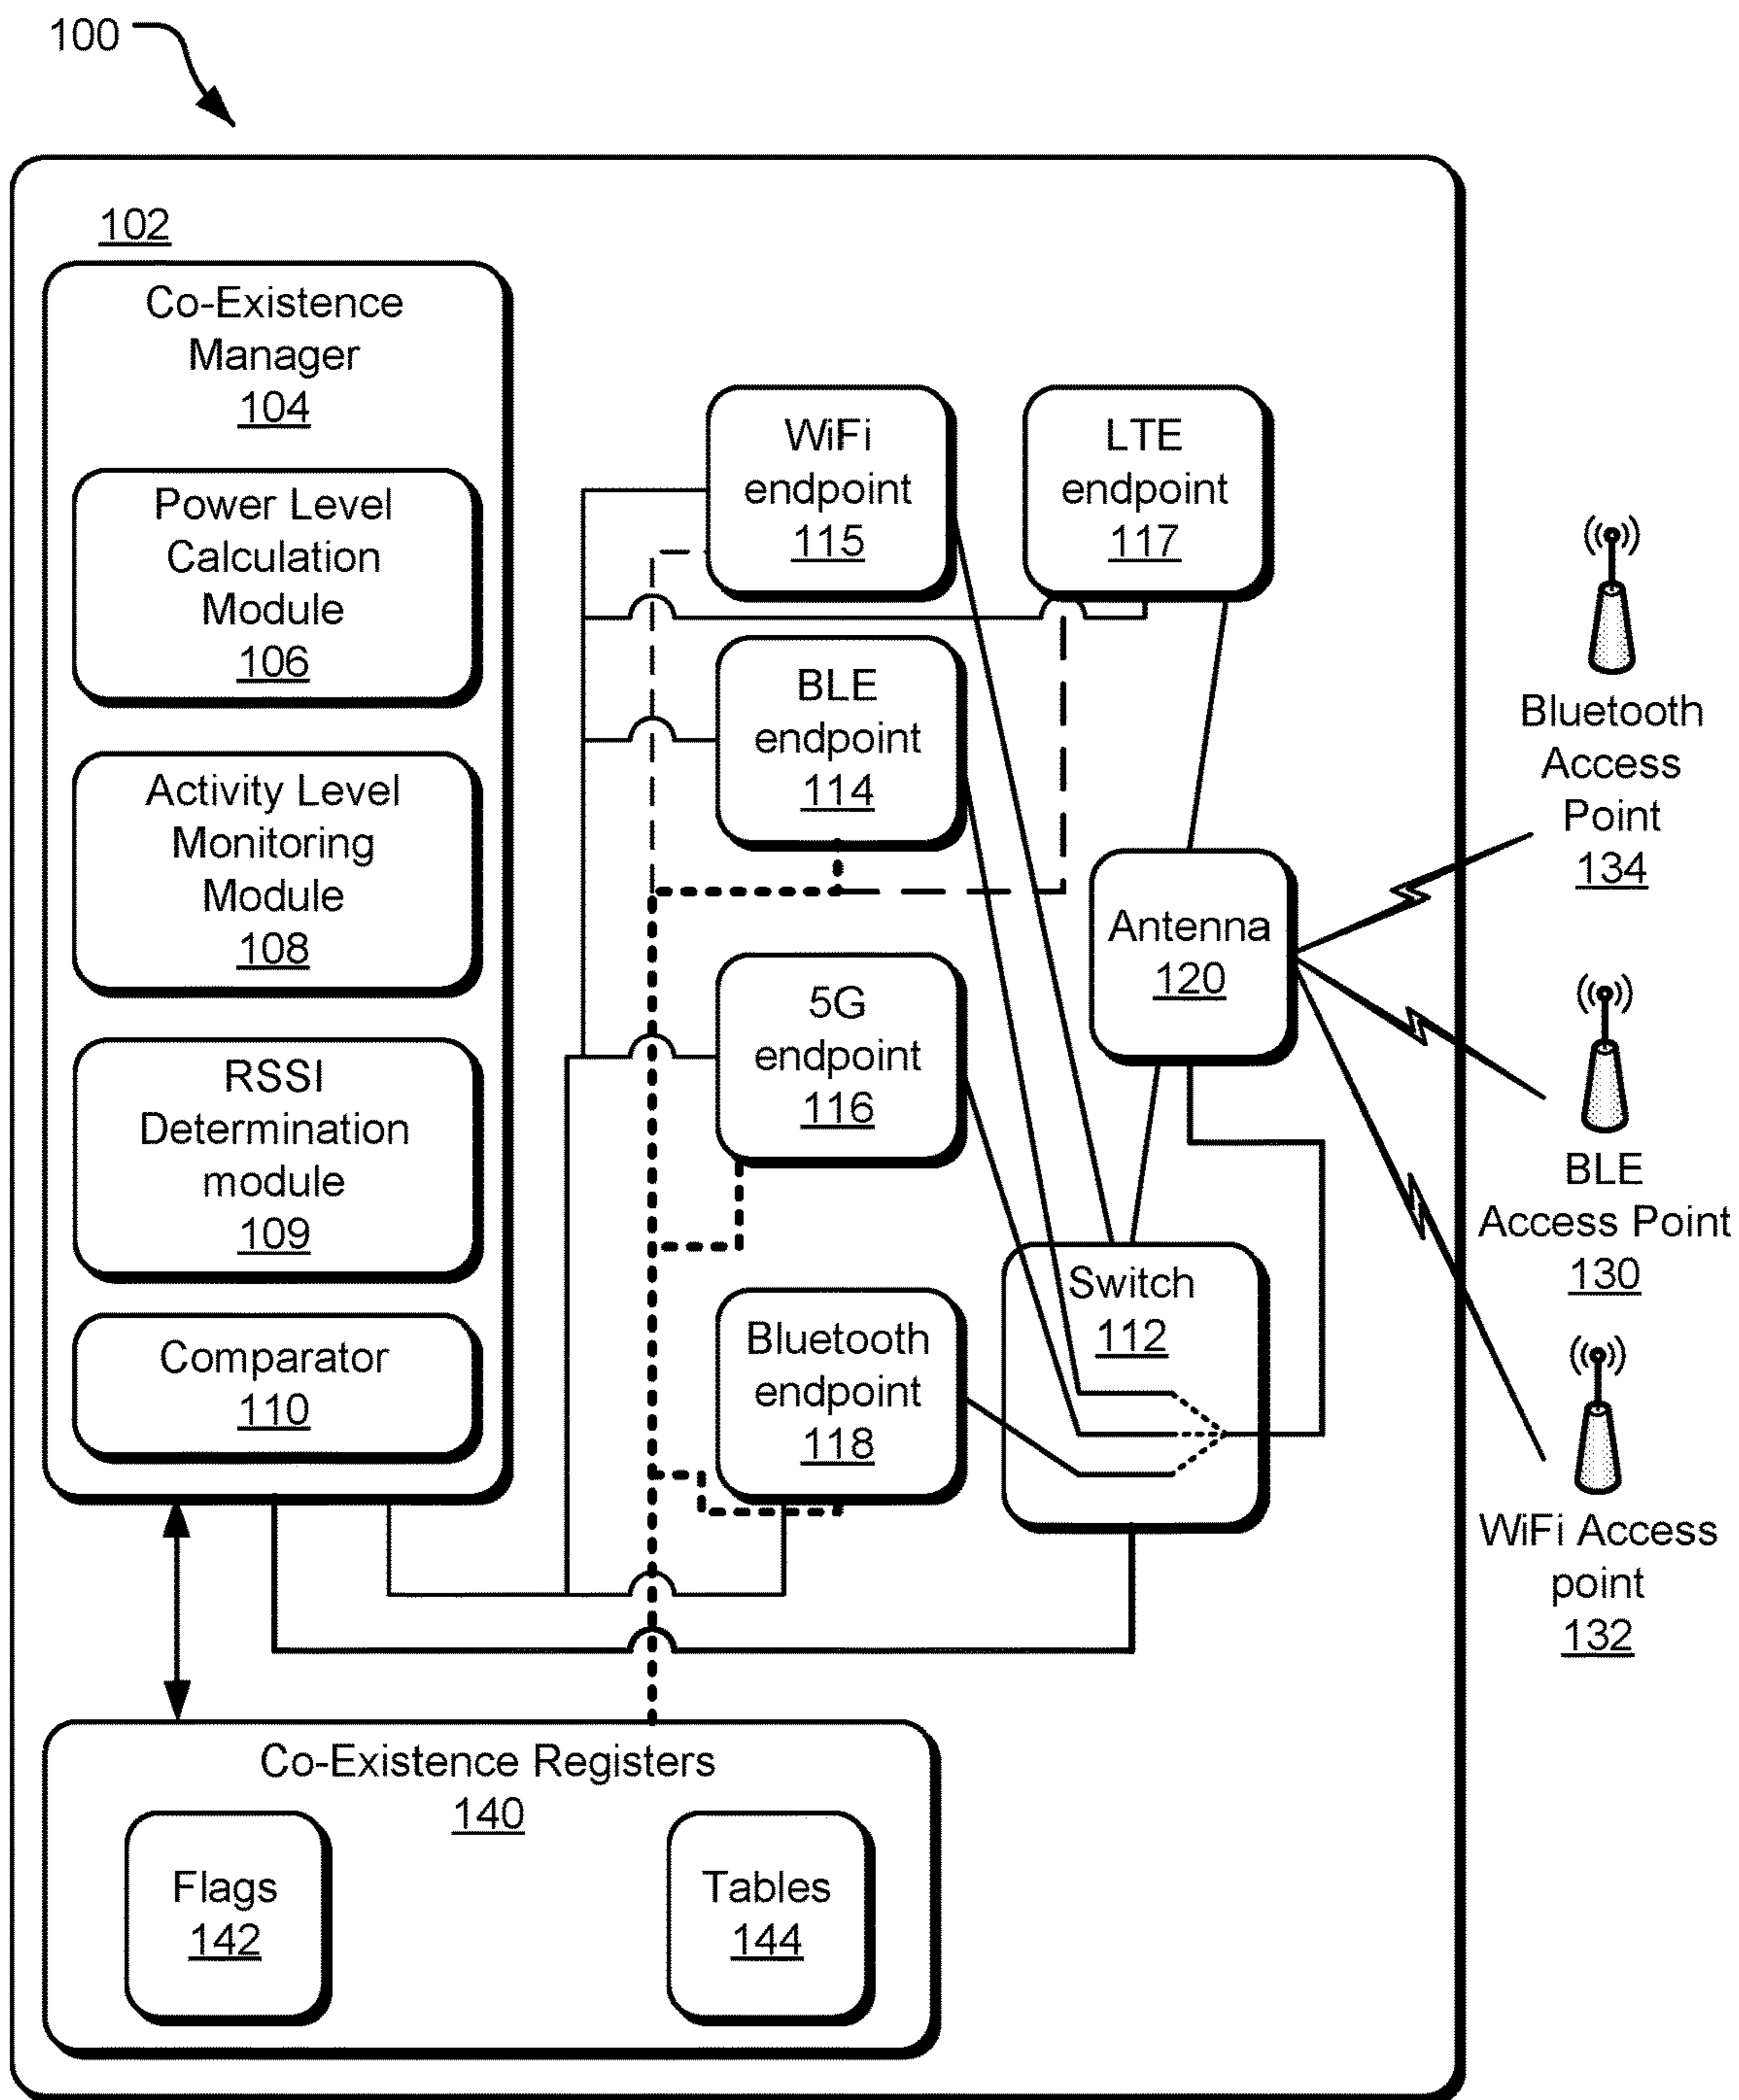 100
102
Co-Existence
Manager
104
Power Level
Calculation
Module
106
Activity Level
Monitoring
Module
108
RSSI
Determination
module
109
Comparator
110
WiFi
endpoint
115
LTE
endpoint
117
BLE
endpoint
114
5G
endpoint
116
Bluetooth
endpoint
118
Antenna
120
Switch
112
Bluetooth
Access
Point
134
BLE
Access Point
130
WiFi Access
point
132
Co-Existence Registers
140
Flags
142
Tables
144